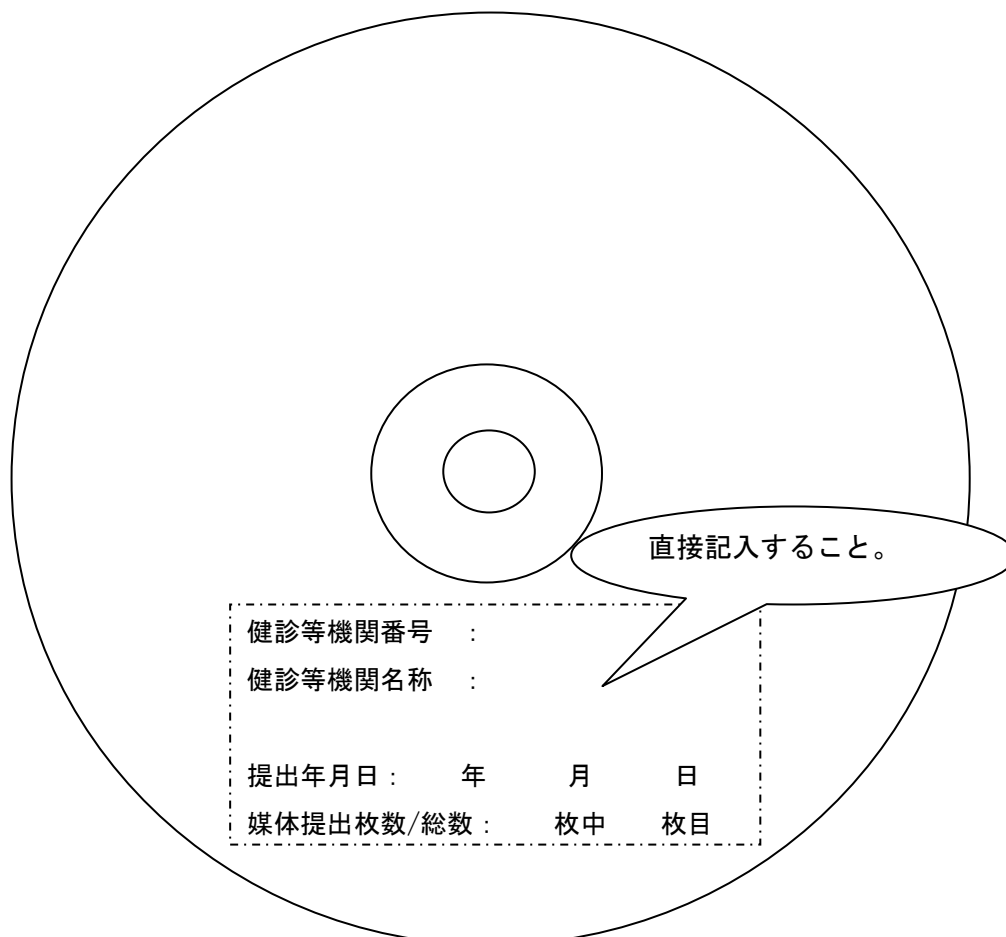 直接記入すること。
健診等機関番号　：
健診等機関名称　：
提出年月日：　　年　　　月　　　日
媒体提出枚数/総数：　　枚中　　枚目